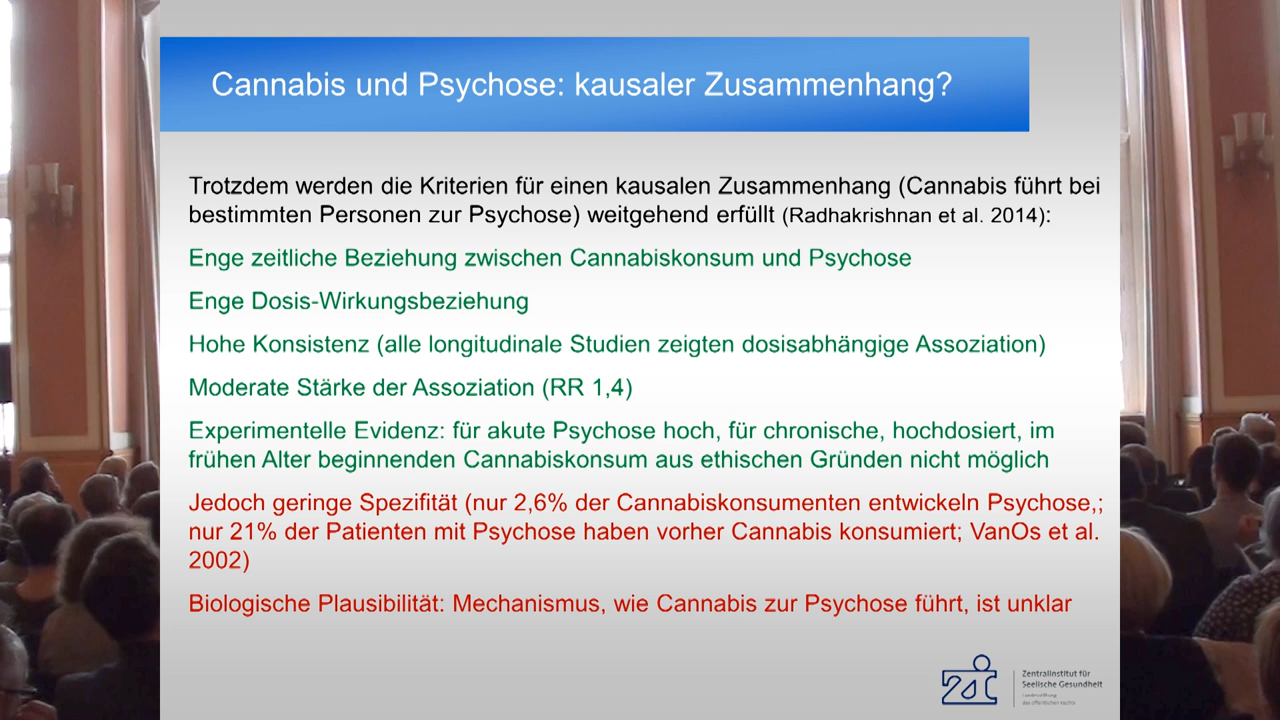 Cannabis und Psychose: kausaler Zusammenhang?
Trotzdem werden die Kriterien für einen kausalen Zusammenhang (Cannabis führt bei
bestimmten Personen zur Psychose) weitgehend erfüllt (Radhakrishnan et al. 2014):
Enge zeitliche Beziehung zwischen Cannabiskonsum und Psychose
Enge Dosis-Wirkungsbeziehung
Hohe Konsistenz (alle longitudinale Studien zeigten dosisabhängige Assoziation)
Moderate Stärke der Assoziation (RR 1,4)
Experimentelle Evidenz: für akute Psychose hoch, für chronische, hochdosiert, im
frühen Alter beginnenden Cannabiskonsum aus ethischen Gründen nicht möglich
Jedoch geringe Spezifität (nur 2,6% der Cannabiskonsumenten entwickeln Psychose,;
nur 21% der Patienten mit Psychose haben vorher Cannabis konsumiert; VanOs et al.
2002)
Biologische Plausibilität: Mechanismus, wie Cannabis zur Psychose führt, ist unklar
zi
Zentralinstitut für
Seelische Gesundheit
Landesstiftung
des öffentlichen Rechts